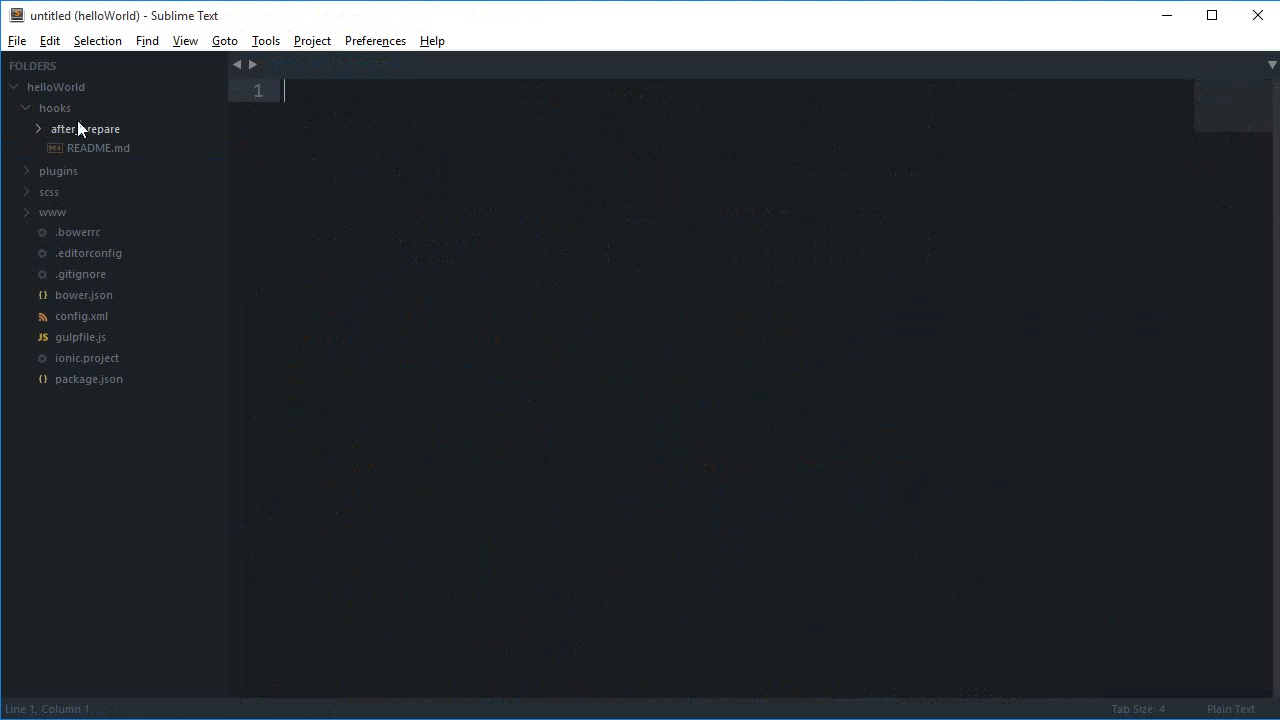 untitled (helloWorld) - Sublime Text
File Edit Selection Find View Goto Tools Project Preferences Help
FOLDERS
helloWorld
hooks
1
after_prepare
README.md
plugins
scss
www
.bowerrc
.editorconfig
.gitignore
bower.json
config.xml
JS gulpfile.js
ionic.project
package.json
Line 1, Column 1 Tab Size: 4 Plain Text